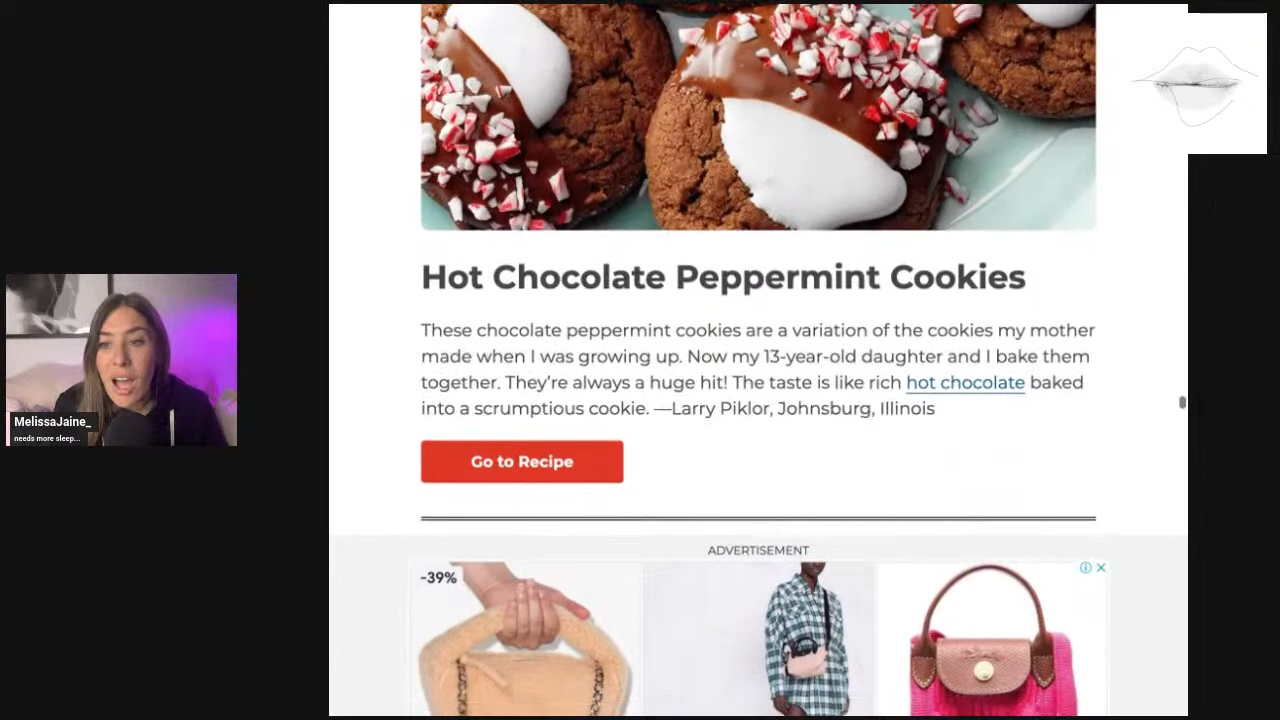 Hot Chocolate Peppermint Cookies
These chocolate peppermint cookies are a variation of the cookies my mother
made when I was growing up. Now my 13-year-old daughter and I bake them
together. They're always a huge hit! The taste is like rich hot chocolate baked
into a scrumptious cookie. —Larry Piklor, Johnsburg, Illinois
Go to Recipe
MelissaJaine_
needs more sleep...
ADVERTISEMENT
-39%